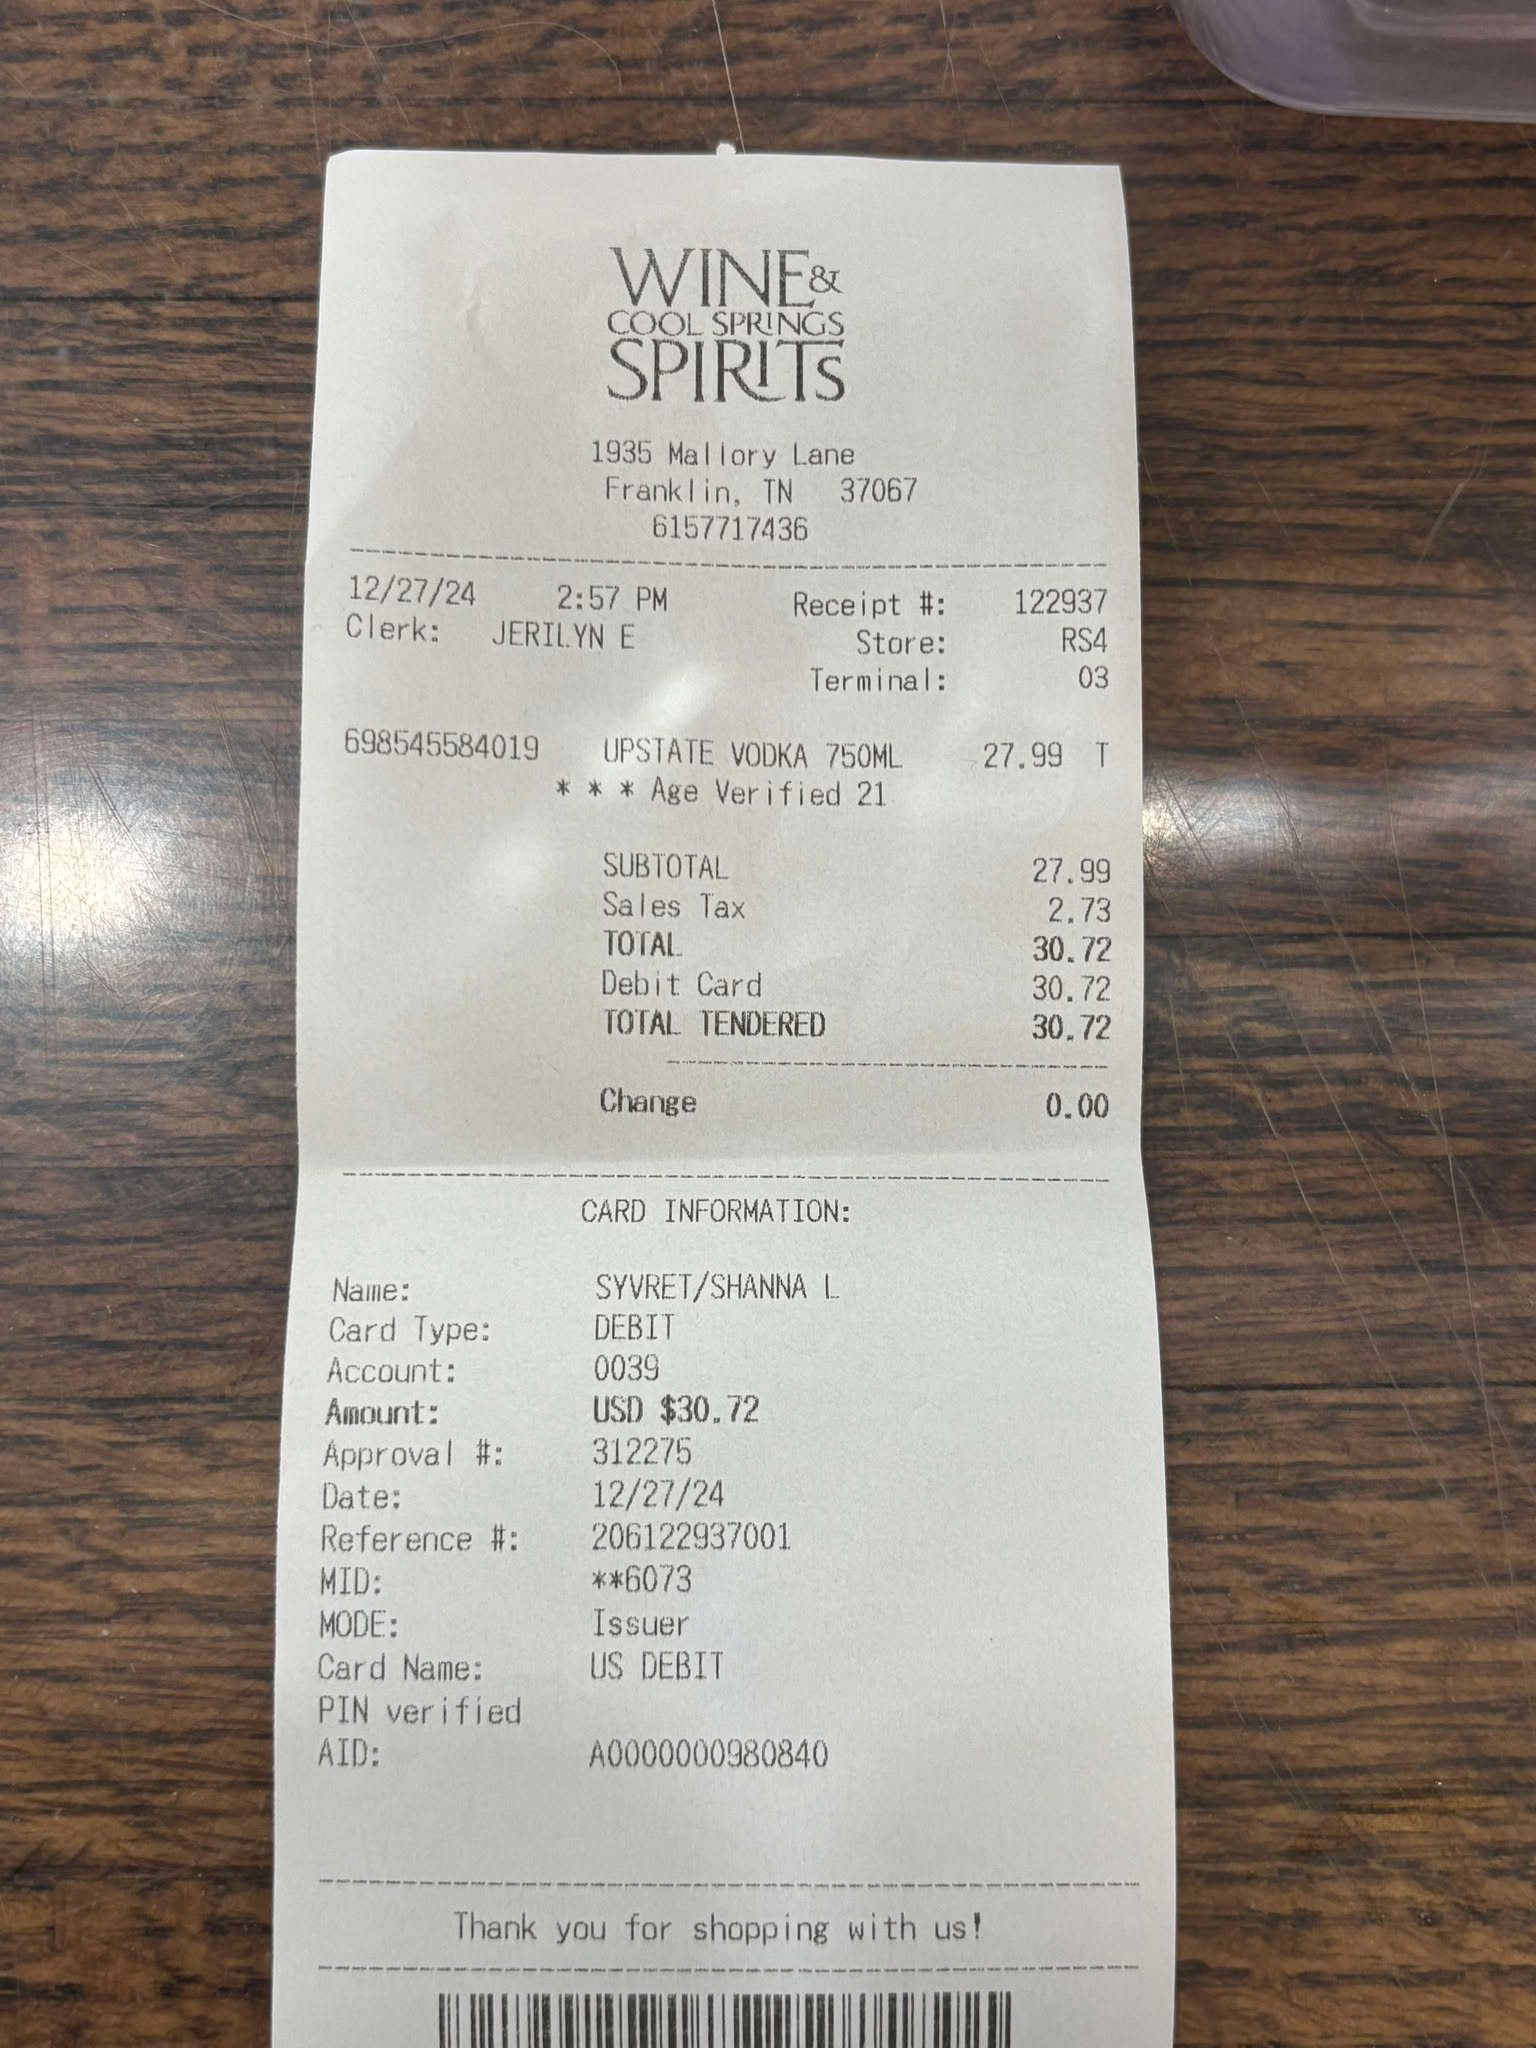 WINE &
COOL SPRINGS
SPIRITS
1935 Mallory Lane
Franklin, TN 37067
6157717436
12/27/24 2:57 PM Receipt #: 122937
Clerk: JERILYN E Store: RS4
Terminal: 03
698545584019 UPSTATE VODKA 750ML 27.99 T
* * * Age Verified 21
SUBTOTAL 27.99
Sales Tax 2.73
TOTAL 30.72
Debit Card 30.72
TOTAL TENDERED 30.72
Change 0.00
CARD INFORMATION:
Name: SYVRET/SHANNA L
Card Type: DEBIT
Account: 0039
Amount: USD $30.72
Approval #: 312275
Date: 12/27/24
Reference #: 206122937001
MID: **6073
MODE: Issuer
Card Name: US DEBIT
PIN verified
AID: A0000000980840
Thank you for shopping with us!